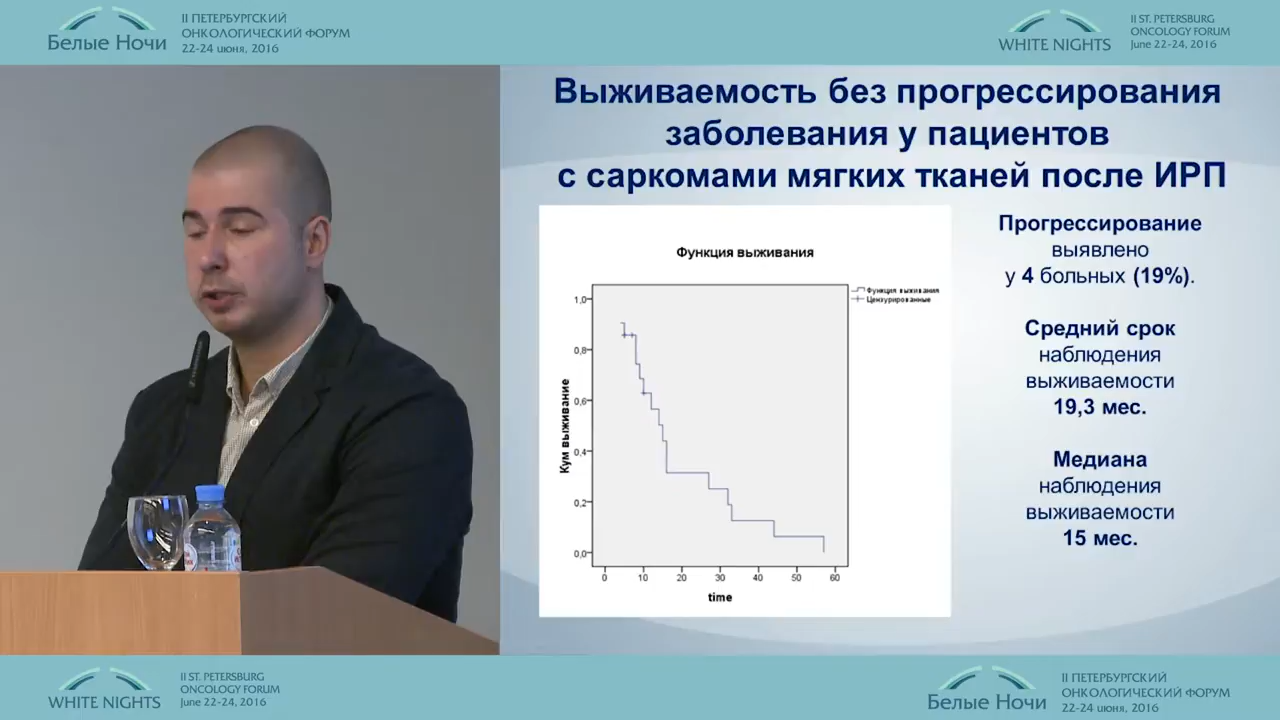 Белые Ночи
II ПЕТЕРБУРГСКИЙ
ОНКОЛОГИЧЕСКИЙ ФОРУМ
22-24 июня, 2016
WHITE NIGHTS
II ST. PETERSBURG
ONCOLOGY FORUM
June 22-24, 2016
Выживаемость без прогрессирования
заболевания у пациентов
с саркомами мягких тканей после ИРП
Функция выживания
Функция выживания
Цензурированные
Кум выживание
1,0
0,8
0,6
0,4
0,2
0,0
0 10 20 30 40 50 60
time
Прогрессирование
выявлено
у 4 больных (19%).
Средний срок
наблюдения
выживаемости
19,3 мес.
Медиана
наблюдения
выживаемости
15 мес.
WHITE NIGHTS
II ST. PETERSBURG
ONCOLOGY FORUM
June 22-24, 2016
Белые Ночи
II ПЕТЕРБУРГСКИЙ
ОНКОЛОГИЧЕСКИЙ ФОРУМ
22-24 июня, 2016